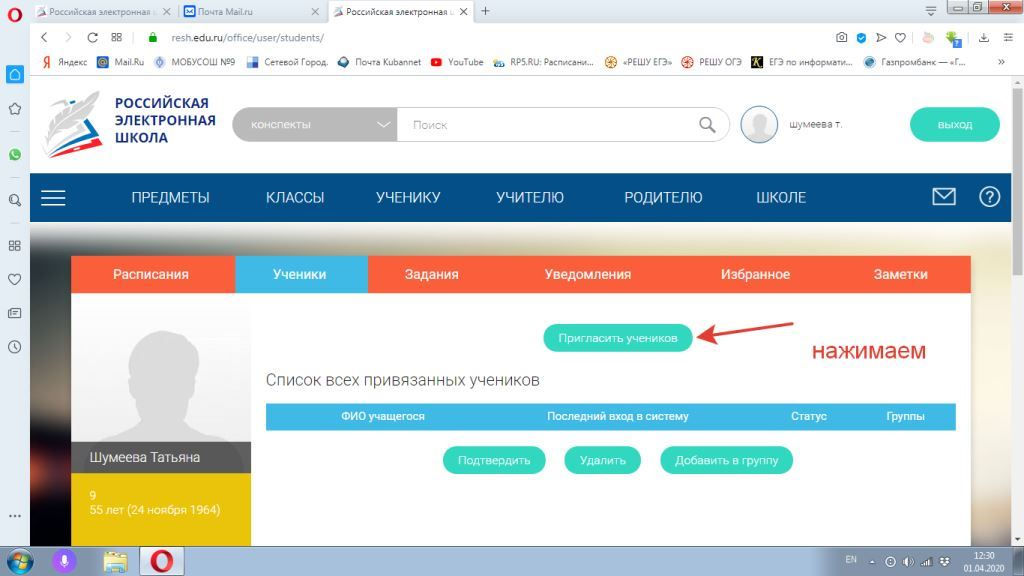 Российская электронная ш
Почта Mail.ru
Российская электронная ш
resh.edu.ru/office/user/students/
Яндекс
Mail.Ru
МОБУСОШ №9
Сетевой Город.
Почта Kubannet
YouTube
RP5.RU: Расписани...
«РЕШУ ЕГЭ»
РЕШУ ОГЭ
ЕГЭ по информати...
Газпромбанк — «Г...
»
РОССИЙСКАЯ
ЭЛЕКТРОННАЯ
ШКОЛА
конспекты
Поиск
шумеева т.
выход
ПРЕДМЕТЫ
КЛАССЫ
УЧЕНИКУ
УЧИТЕЛЮ
РОДИТЕЛЮ
ШКОЛЕ
Расписания
Ученики
Задания
Уведомления
Избранное
Заметки
Пригласить учеников
нажимаем
Список всех привязанных учеников
ФИО учащегося
Последний вход в систему
Статус
Группы
Подтвердить
Удалить
Добавить в группу
Шумеева Татьяна
9
55 лет (24 ноября 1964)
EN
12:30
01.04.2020